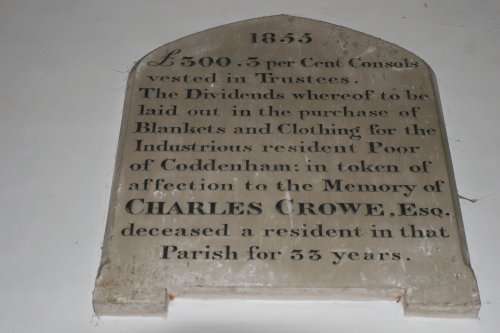 1855
£300.3 per Cent Consols
vested in Trustees.
The Dividends whereof to be
laid out in the purchase of
Blankets and Clothing for the
Industrious resident Poor
of Coddenham: in token of
affection to the Memory of
CHARLES CROWE, Esq.
deceased a resident in that
Parish for 33 years.